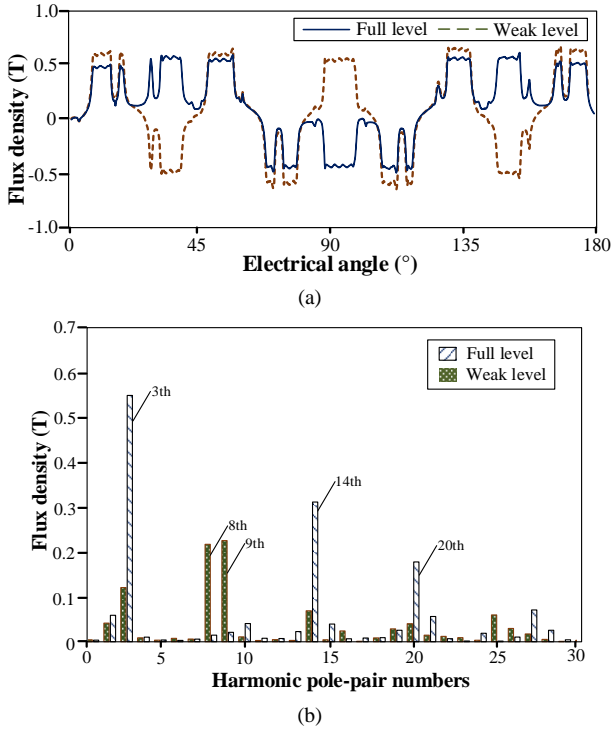 (a)
1.0
0.5
0
-0.5
-1.0
Flux density (T)
Full level
Weak level
0
45
90
135
180
Electrical angle (°)
(a)
0.7
0.6
0.5
0.4
0.3
0.2
0.1
0
Flux density (T)
Full level
Weak level
3th
8th
9th
14th
20th
0
5
10
15
20
25
30
Harmonic pole-pair numbers
(b)